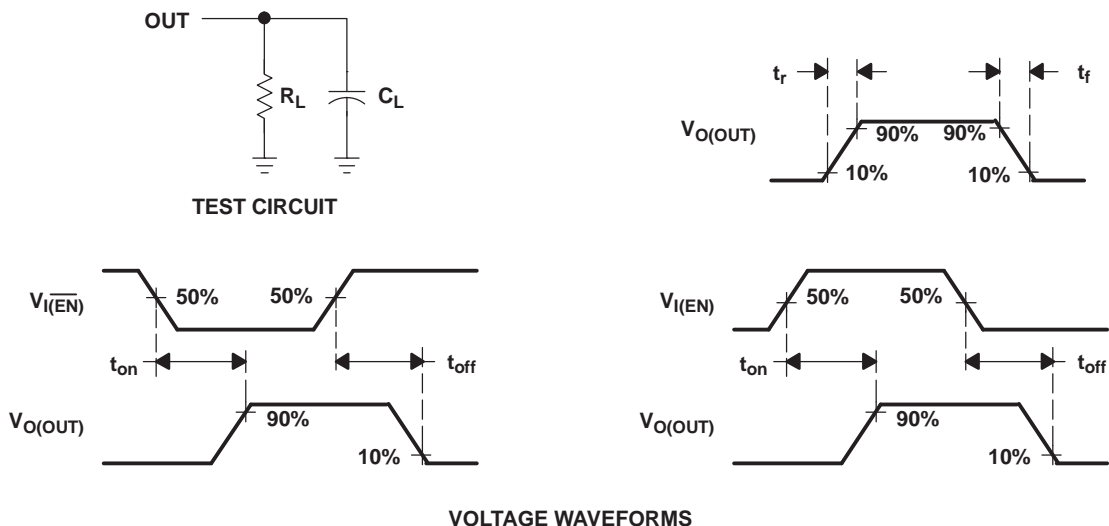 OUT
R_L
C_L
TEST CIRCUIT
t_r
t_f
V_O(OUT)
90%
90%
10%
10%
V_I(E̅N̅)
50%
50%
t_on
t_off
V_O(OUT)
90%
10%
V_I(EN)
50%
50%
t_on
t_off
V_O(OUT)
90%
10%
VOLTAGE WAVEFORMS